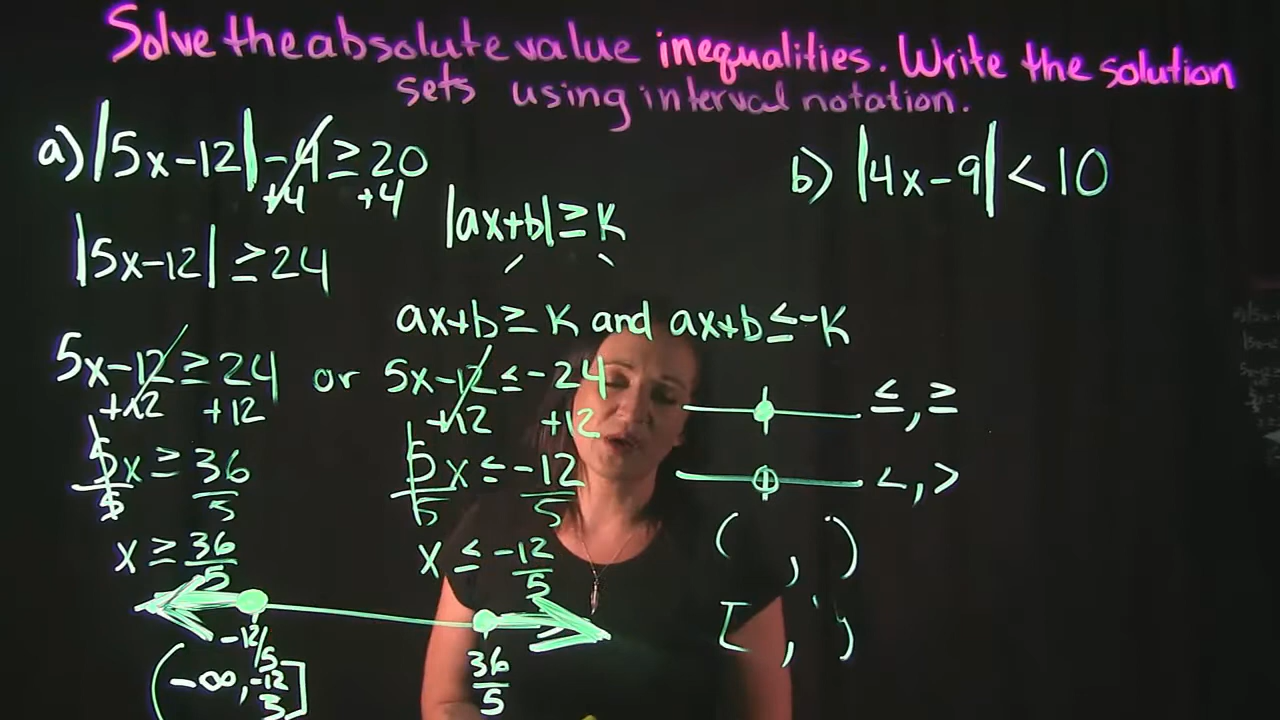 Solve the absolute value inequalities. Write the solution
sets using interval notation.
a) |5x-12| -4 ≥ 20
+4 +4
|5x-12| ≥ 24
|ax+b| ≥ K
ax+b ≥ K and ax+b ≤ -K
5x-12 ≥ 24 or 5x-12 ≤ -24
+12 +12 +12 +12
5x ≥ 36 5x ≤ -12
5 5 5 5
x ≥ 36/5 x ≤ -12/5
-12/5 36/5
(-∞, -12/5]
b) |4x-9| < 10
≤, ≥
<, >
( , )
[ , )